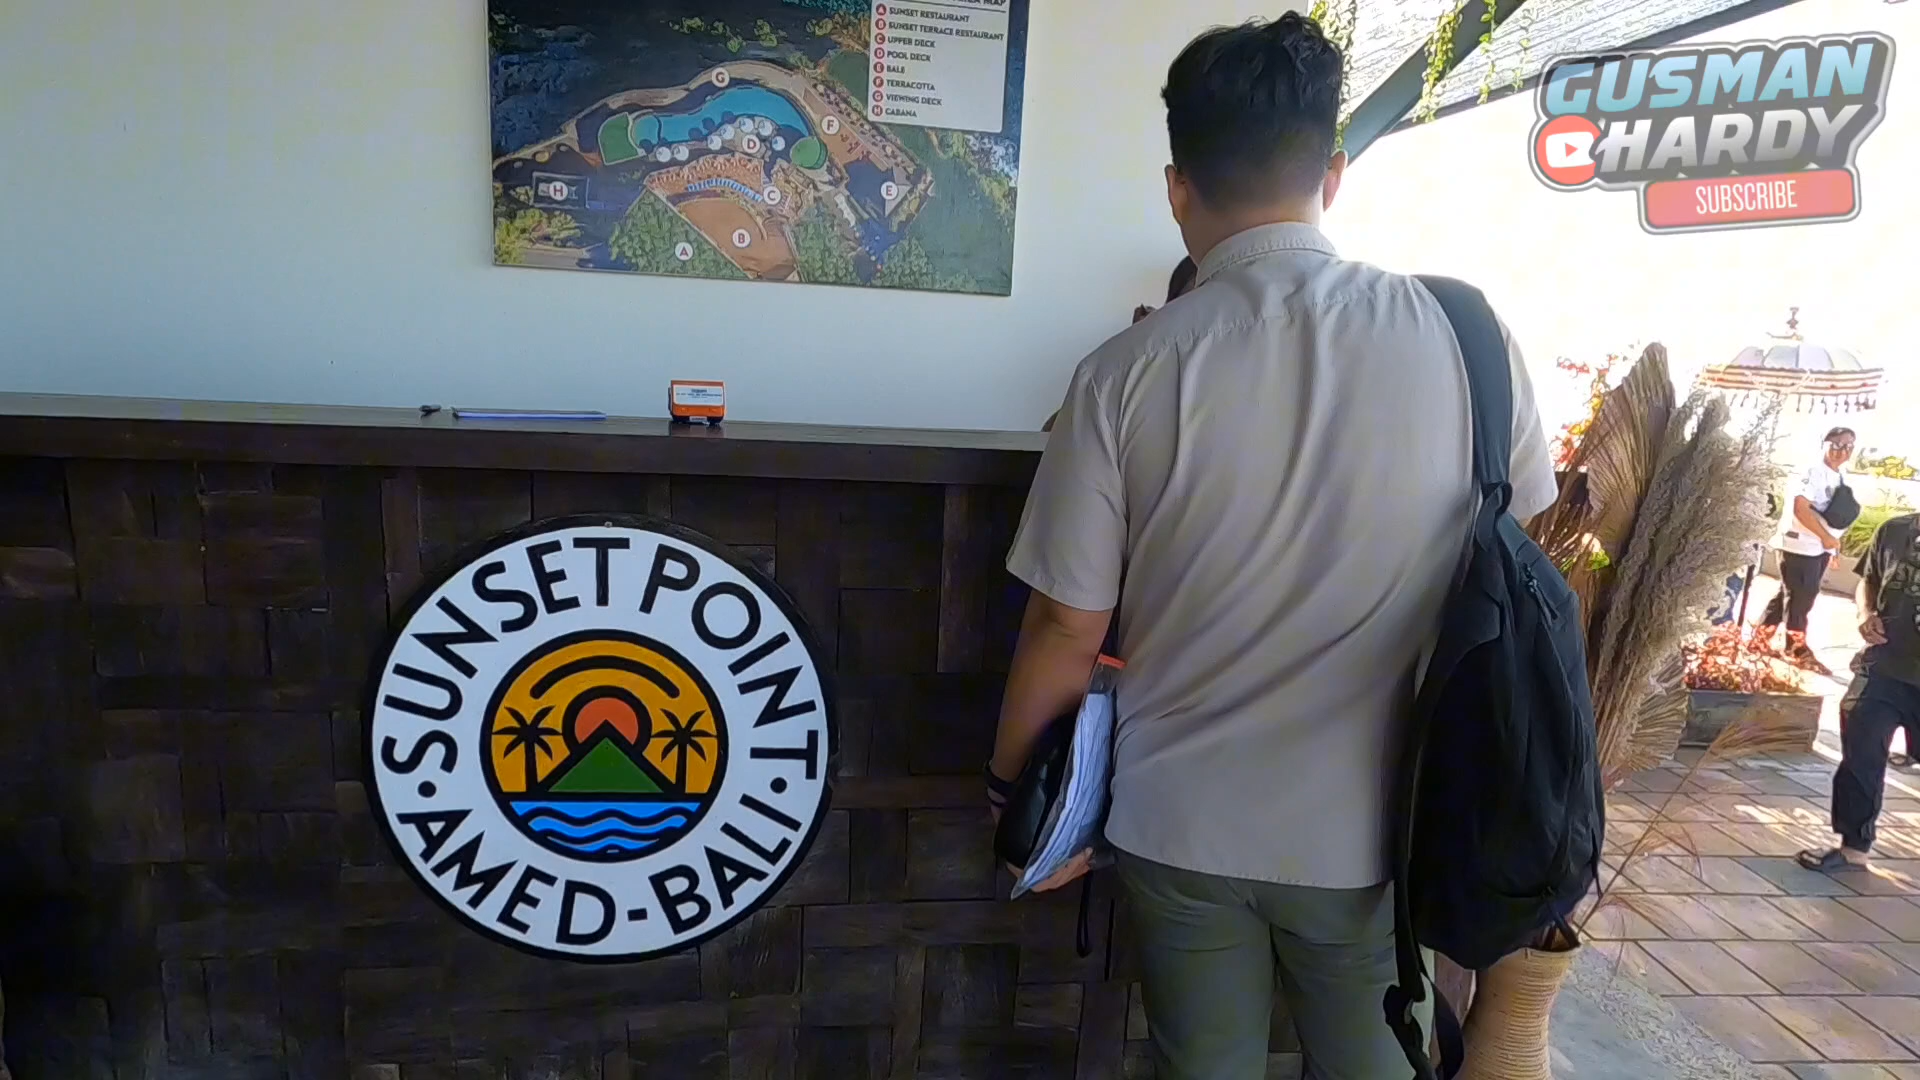 MAP
A SUNSET RESTAURANT
B SUNSET TERRACE RESTAURANT
C UPPER DECK
D POOL DECK
E BALE
F TERRACOTTA
G VIEWING DECK
H CABANA
G
F
D
H
C
E
B
A
GUSMAN
HARDY
SUBSCRIBE
SUNSET POINT
• AMED-BALI •